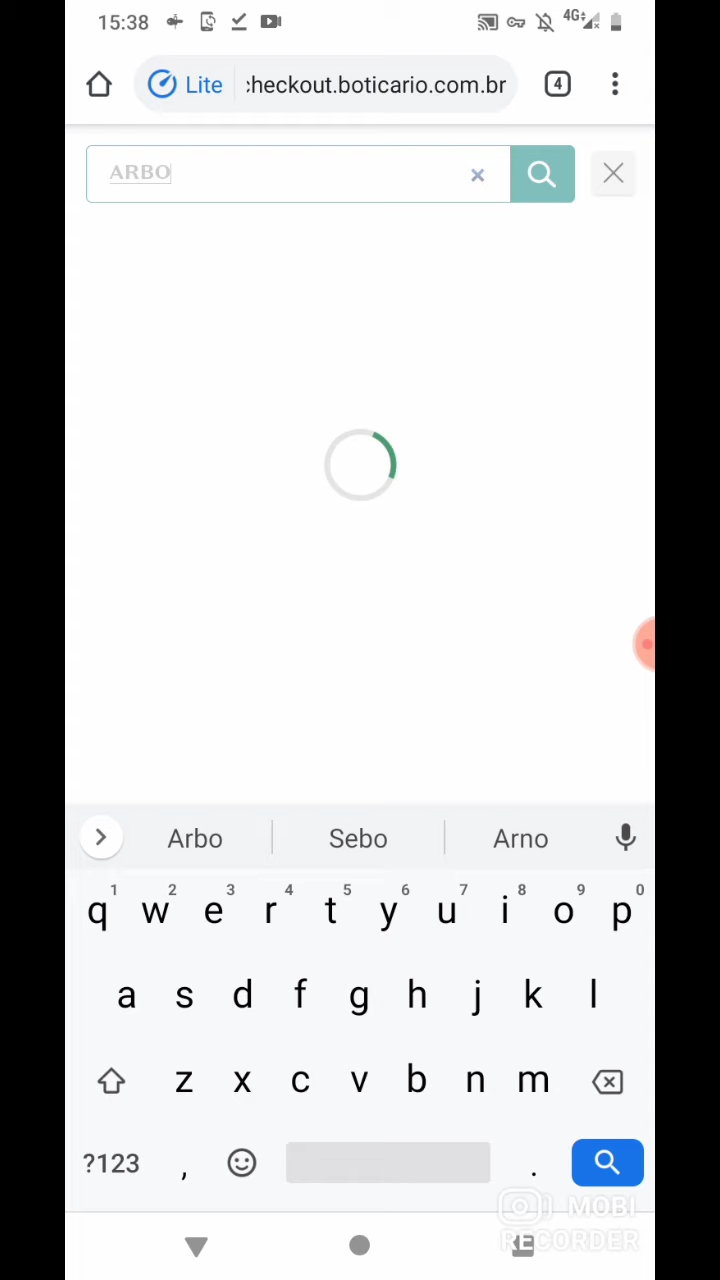 15:38 4G
Lite :heckout.boticario.com.br 4
ARBO
Arbo Sebo Arno
1 2 3 4 5 6 7 8 9 0
q w e r t y u i o p
a s d f g h j k l
z x c v b n m
?123 , .
MOBI
RECORDER